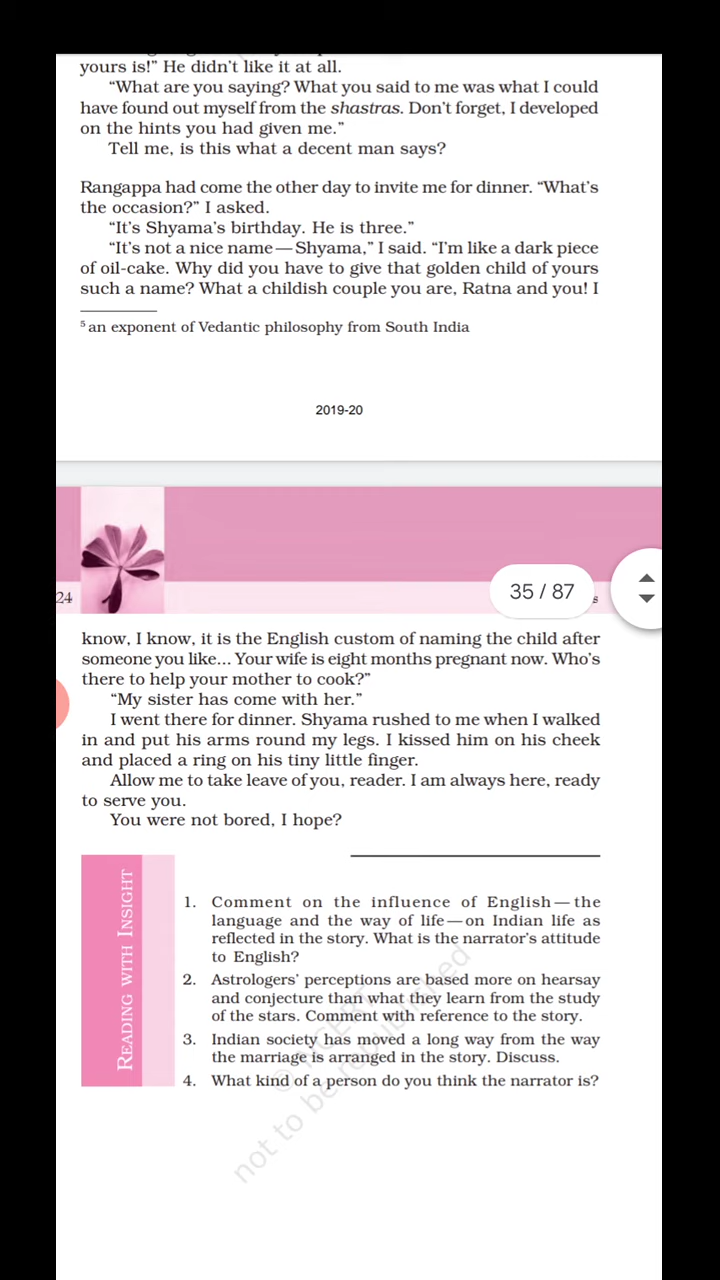 yours is!” He didn’t like it at all.
“What are you saying? What you said to me was what I could
have found out myself from the shastras. Don’t forget, I developed
on the hints you had given me.”
Tell me, is this what a decent man says?
Rangappa had come the other day to invite me for dinner. “What’s
the occasion?” I asked.
“It’s Shyama’s birthday. He is three.”
“It’s not a nice name — Shyama,” I said. “I’m like a dark piece
of oil-cake. Why did you have to give that golden child of yours
such a name? What a childish couple you are, Ratna and you! I
5 an exponent of Vedantic philosophy from South India
2019-20
24
35 / 87
s
know, I know, it is the English custom of naming the child after
someone you like... Your wife is eight months pregnant now. Who’s
there to help your mother to cook?”
“My sister has come with her.”
I went there for dinner. Shyama rushed to me when I walked
in and put his arms round my legs. I kissed him on his cheek
and placed a ring on his tiny little finger.
Allow me to take leave of you, reader. I am always here, ready
to serve you.
You were not bored, I hope?
READING WITH INSIGHT
1. Comment on the influence of English — the
language and the way of life — on Indian life as
reflected in the story. What is the narrator’s attitude
to English?
2. Astrologers’ perceptions are based more on hearsay
and conjecture than what they learn from the study
of the stars. Comment with reference to the story.
3. Indian society has moved a long way from the way
the marriage is arranged in the story. Discuss.
4. What kind of a person do you think the narrator is?
© NCERT
not to be republished